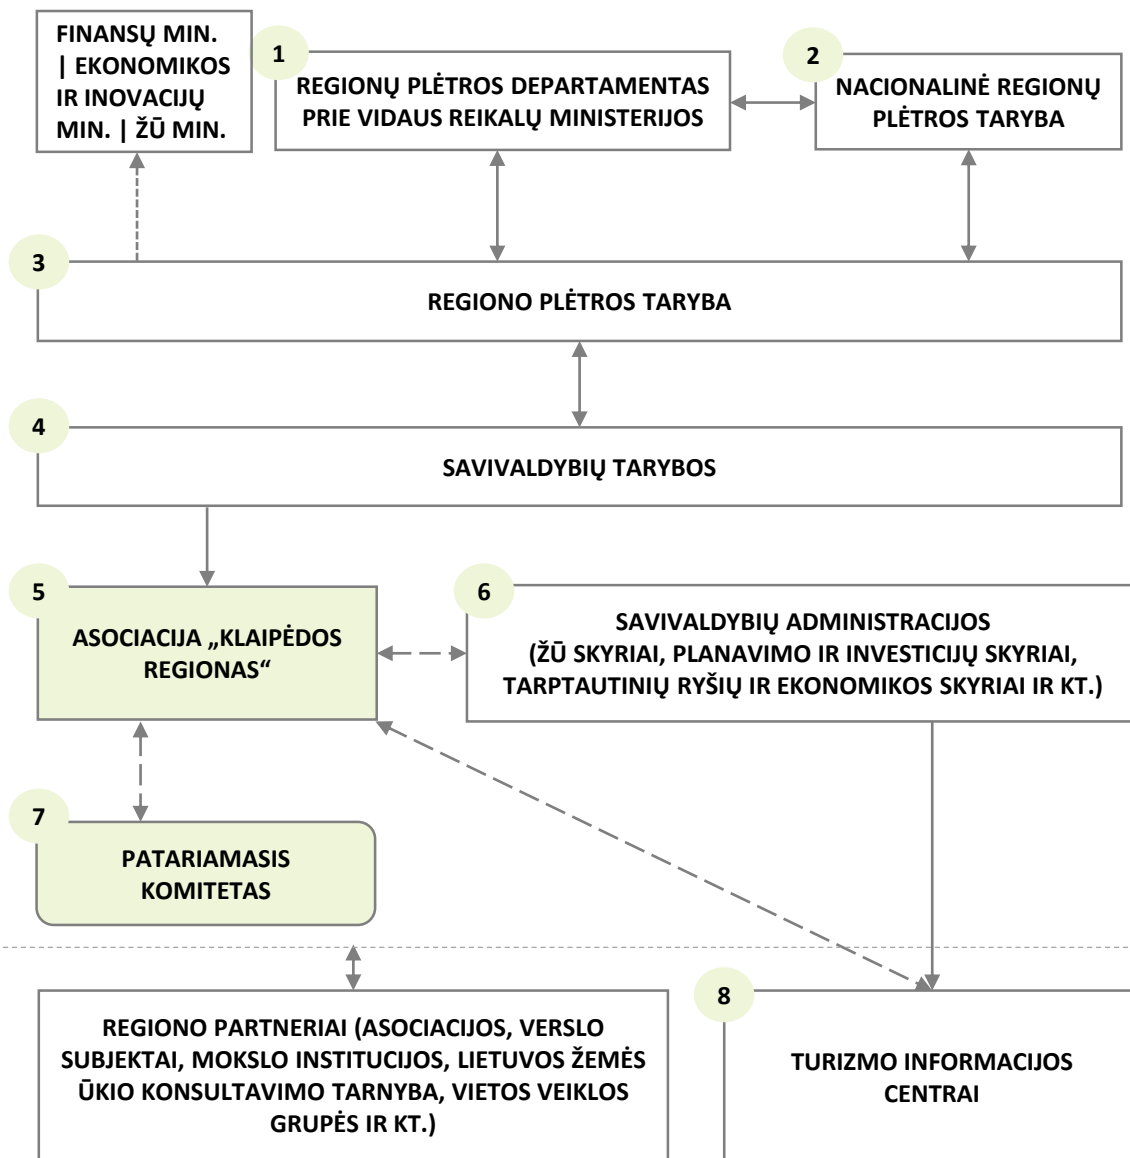 FINANSŲ MIN.
| EKONOMIKOS
IR INOVACIJŲ
MIN. | ŽŪ MIN.
1
REGIONŲ PLĖTROS DEPARTAMENTAS
PRIE VIDAUS REIKALŲ MINISTERIJOS
2
NACIONALINĖ REGIONŲ
PLĖTROS TARYBA
3
REGIONO PLĖTROS TARYBA
4
SAVIVALDYBIŲ TARYBOS
5
ASOCIACIJA „KLAIPĖDOS
REGIONAS“
6
SAVIVALDYBIŲ ADMINISTRACIJOS
(ŽŪ SKYRIAI, PLANAVIMO IR INVESTICIJŲ SKYRIAI,
TARPTAUTINIŲ RYŠIŲ IR EKONOMIKOS SKYRIAI IR KT.)
7
PATARIAMASIS
KOMITETAS
REGIONO PARTNERIAI (ASOCIACIJOS, VERSLO
SUBJEKTAI, MOKSLO INSTITUCIJOS, LIETUVOS ŽEMĖS
ŪKIO KONSULTAVIMO TARNYBA, VIETOS VEIKLOS
GRUPĖS IR KT.)
8
TURIZMO INFORMACIJOS
CENTRAI